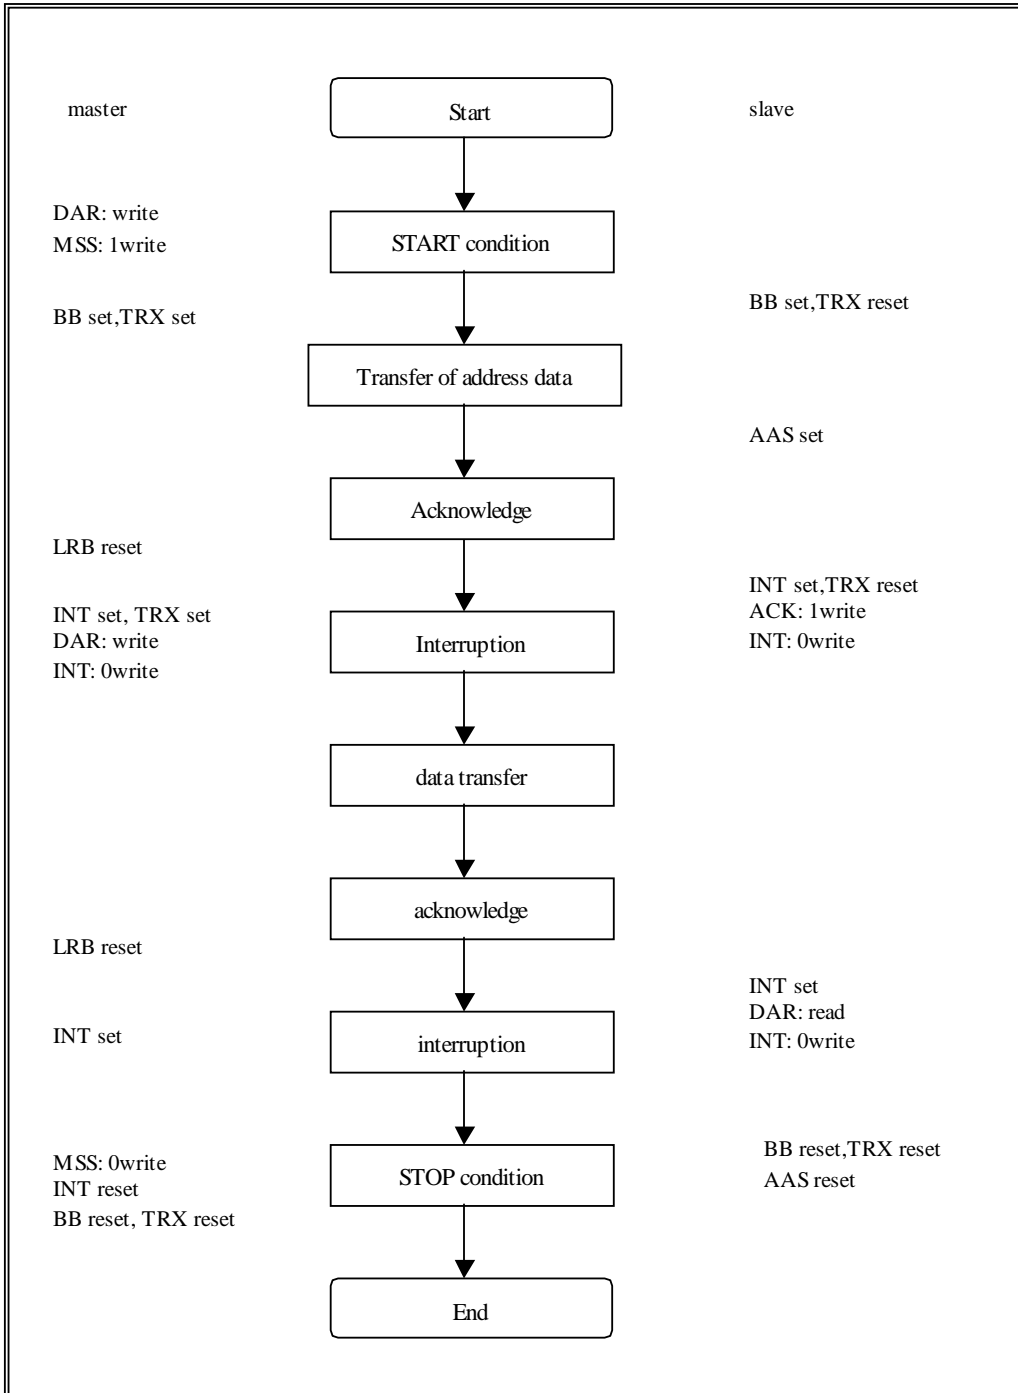 master
Start
slave
DAR: write
MSS: 1write
START condition
BB set,TRX set
BB set,TRX reset
Transfer of address data
AAS set
Acknowledge
LRB reset
INT set, TRX set
DAR: write
INT: 0write
Interruption
INT set,TRX reset
ACK: 1write
INT: 0write
data transfer
acknowledge
LRB reset
INT set
interruption
INT set
DAR: read
INT: 0write
MSS: 0write
INT reset
BB reset, TRX reset
STOP condition
BB reset,TRX reset
AAS reset
End